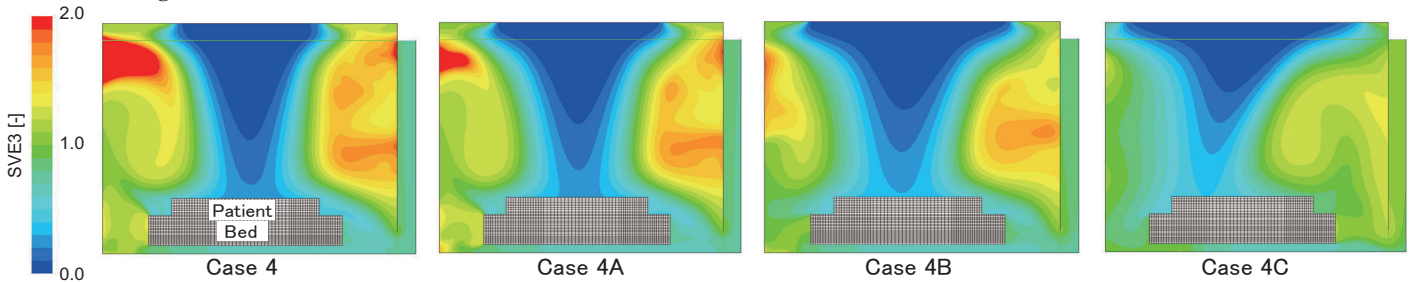 2.0
1.0
0.0
SVE3 [-]
Patient
Bed
Case 4
Case 4A
Case 4B
Case 4C